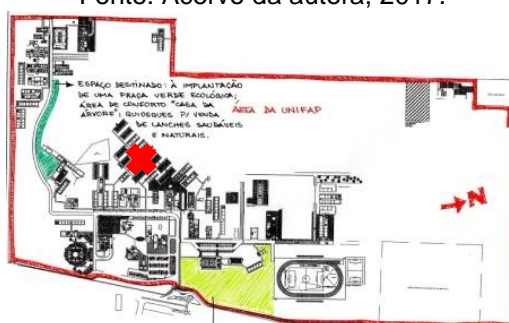 Fonte: Acervo da autora, 2017.
ESPAÇO DESTINADO: À IMPLANTAÇÃO
DE UMA PRAÇA VERDE ECOLÓGICA;
ÁREA DE CONFORTO "CASA DA
ÁRVORE"; QUIOSQUES P/ VENDA
DE LANCHES SAUDÁVEIS
E NATURAIS.
ÁREA DA UNIFAP
N